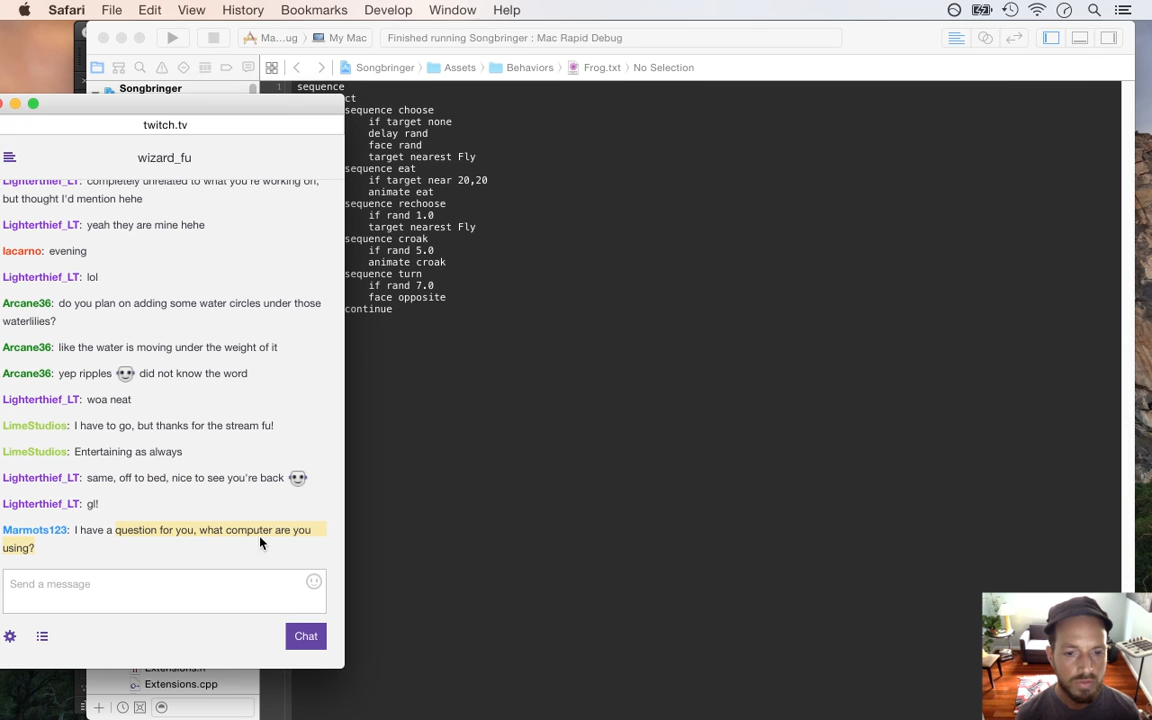 Safari File Edit View History Bookmarks Develop Window Help
Ma...ug My Mac Finished running Songbringer : Mac Rapid Debug
Songbringer Assets Behaviors Frog.txt No Selection
Songbringer
1 sequence
ct
sequence choose
if target none
delay rand
face rand
target nearest Fly
sequence eat
if target near 20,20
animate eat
sequence rechoose
if rand 1.0
target nearest Fly
sequence croak
if rand 5.0
animate croak
sequence turn
if rand 7.0
face opposite
continue
twitch.tv
wizard_fu
Lighterthief_LT: completely unrelated to what you're working on,
but thought I'd mention hehe
Lighterthief_LT: yeah they are mine hehe
lacarno: evening
Lighterthief_LT: lol
Arcane36: do you plan on adding some water circles under those
waterlilies?
Arcane36: like the water is moving under the weight of it
Arcane36: yep ripples did not know the word
Lighterthief_LT: woa neat
LimeStudios: I have to go, but thanks for the stream fu!
LimeStudios: Entertaining as always
Lighterthief_LT: same, off to bed, nice to see you're back
Lighterthief_LT: gl!
Marmots123: I have a question for you, what computer are you
using?
Send a message
Chat
Extensions.h
Extensions.cpp